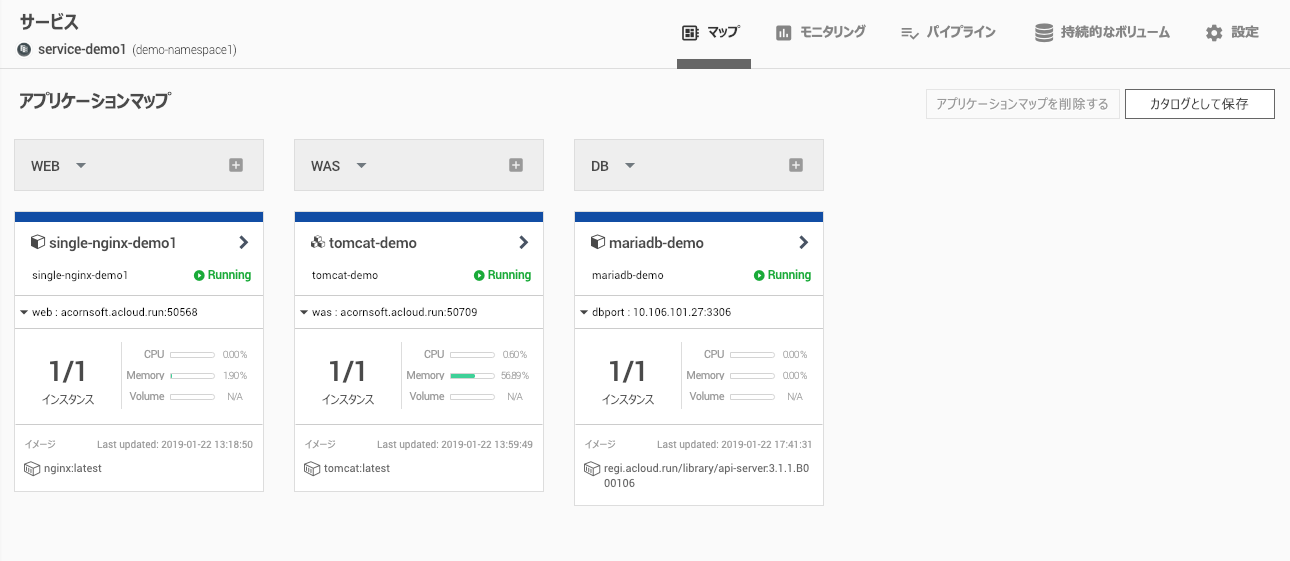 サービス
service-demo1 (demo-namespace1)
マップ モニタリング パイプライン 持続的なボリューム 設定
アプリケーションマップ
アプリケーションマップを削除する カタログとして保存
WEB WAS DB
single-nginx-demo1
single-nginx-demo1 Running
web : acornsoft.acloud.run:50568
1/1
インスタンス
CPU 0.00%
Memory 1.90%
Volume N/A
イメージ Last updated: 2019-01-22 13:18:50
nginx:latest
tomcat-demo
tomcat-demo Running
was : acornsoft.acloud.run:50709
1/1
インスタンス
CPU 0.60%
Memory 56.89%
Volume N/A
イメージ Last updated: 2019-01-22 13:59:49
tomcat:latest
mariadb-demo
mariadb-demo Running
dbport : 10.106.101.27:3306
1/1
インスタンス
CPU 0.00%
Memory 0.00%
Volume N/A
イメージ Last updated: 2019-01-22 17:41:31
regi.acloud.run/library/api-server:3.1.1.B0
00106